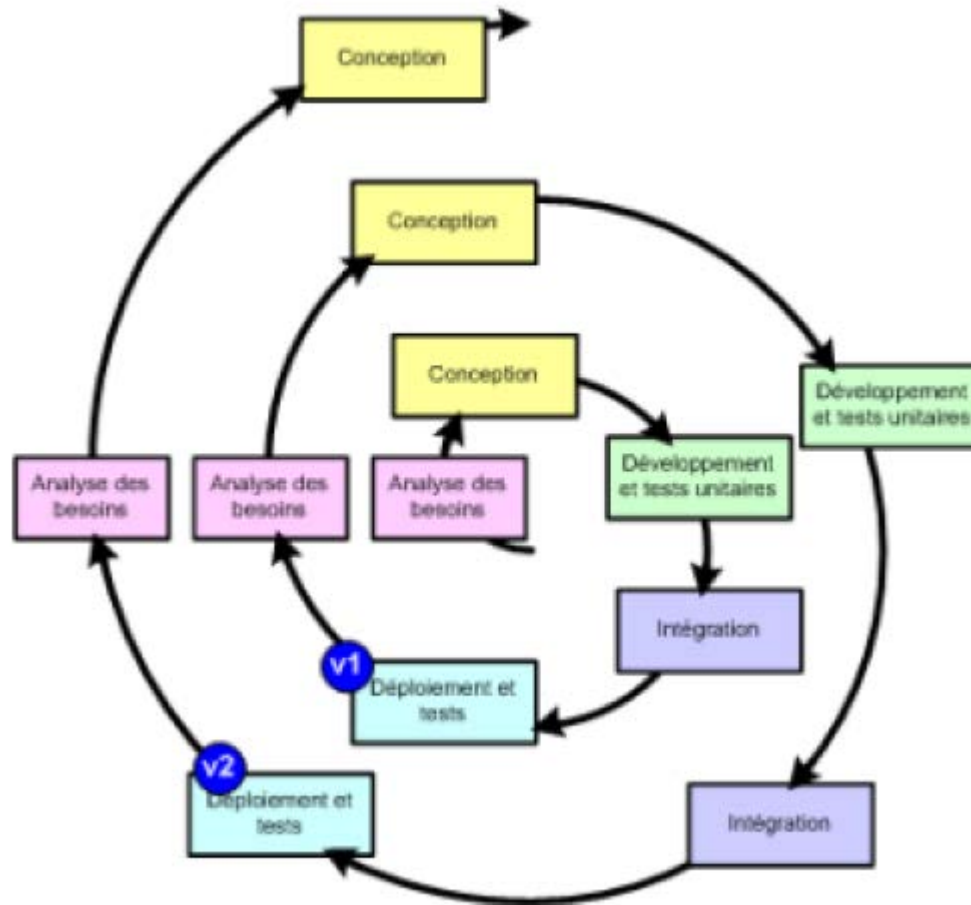 Conception
Conception
Conception
Développement
et tests unitaires
Analyse des
besoins
Analyse des
besoins
Analyse des
besoins
Développement
et tests unitaires
Intégration
v1
Déploiement et
tests
v2
Déploiement et
tests
Intégration